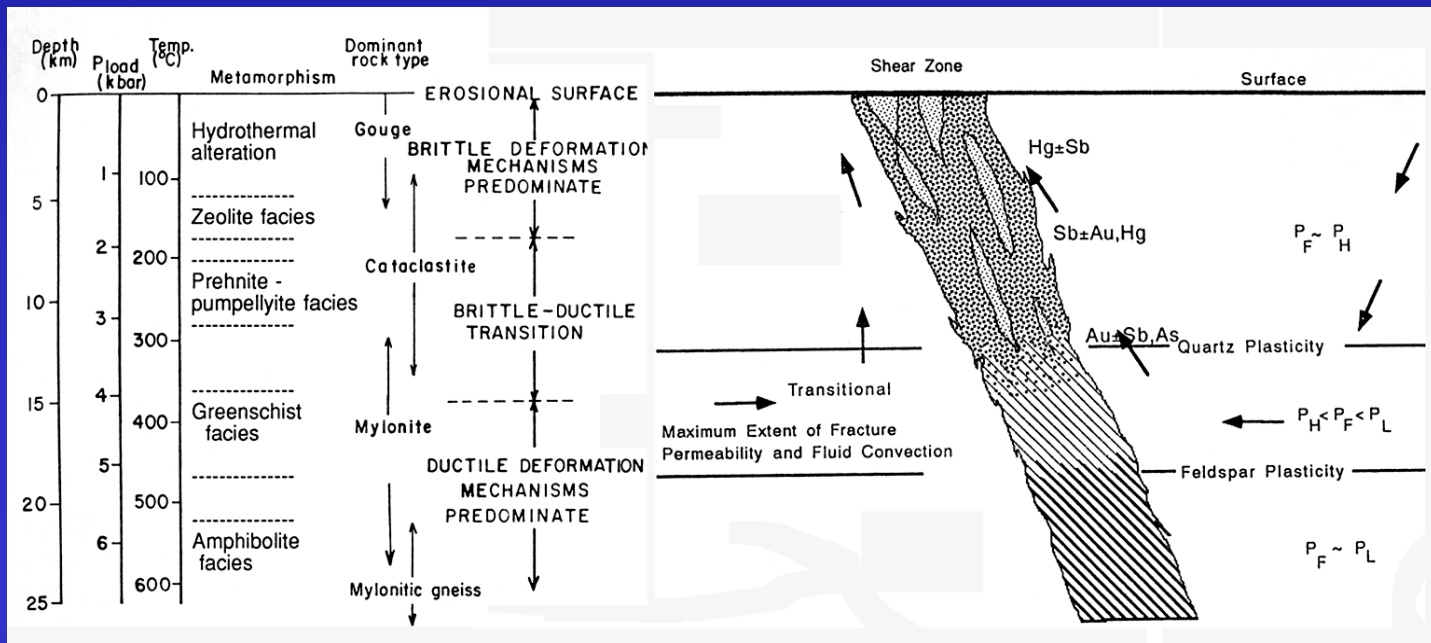 Depth
(km)
Pload
(kbar)
Temp.
(°C)
Metamorphism
Dominant
rock type
0
5
10
15
20
25
1
2
3
4
5
6
100
200
300
400
500
600
Hydrothermal
alteration
Zeolite facies
Prehnite -
pumpellyite facies
Greenschist
facies
Amphibolite
facies
Gouge
Cataclastite
Mylonite
Mylonitic gneiss
EROSIONAL SURFACE
BRITTLE DEFORMATION
MECHANISMS
PREDOMINATE
BRITTLE-DUCTILE
TRANSITION
DUCTILE DEFORMATION
MECHANISMS
PREDOMINATE
Shear Zone
Surface
Hg±Sb
Sb±Au,Hg
Au±Sb,As
PF ~ PH
Quartz Plasticity
Transitional
Maximum Extent of Fracture
Permeability and Fluid Convection
PH < PF < PL
Feldspar Plasticity
PF ~ PL